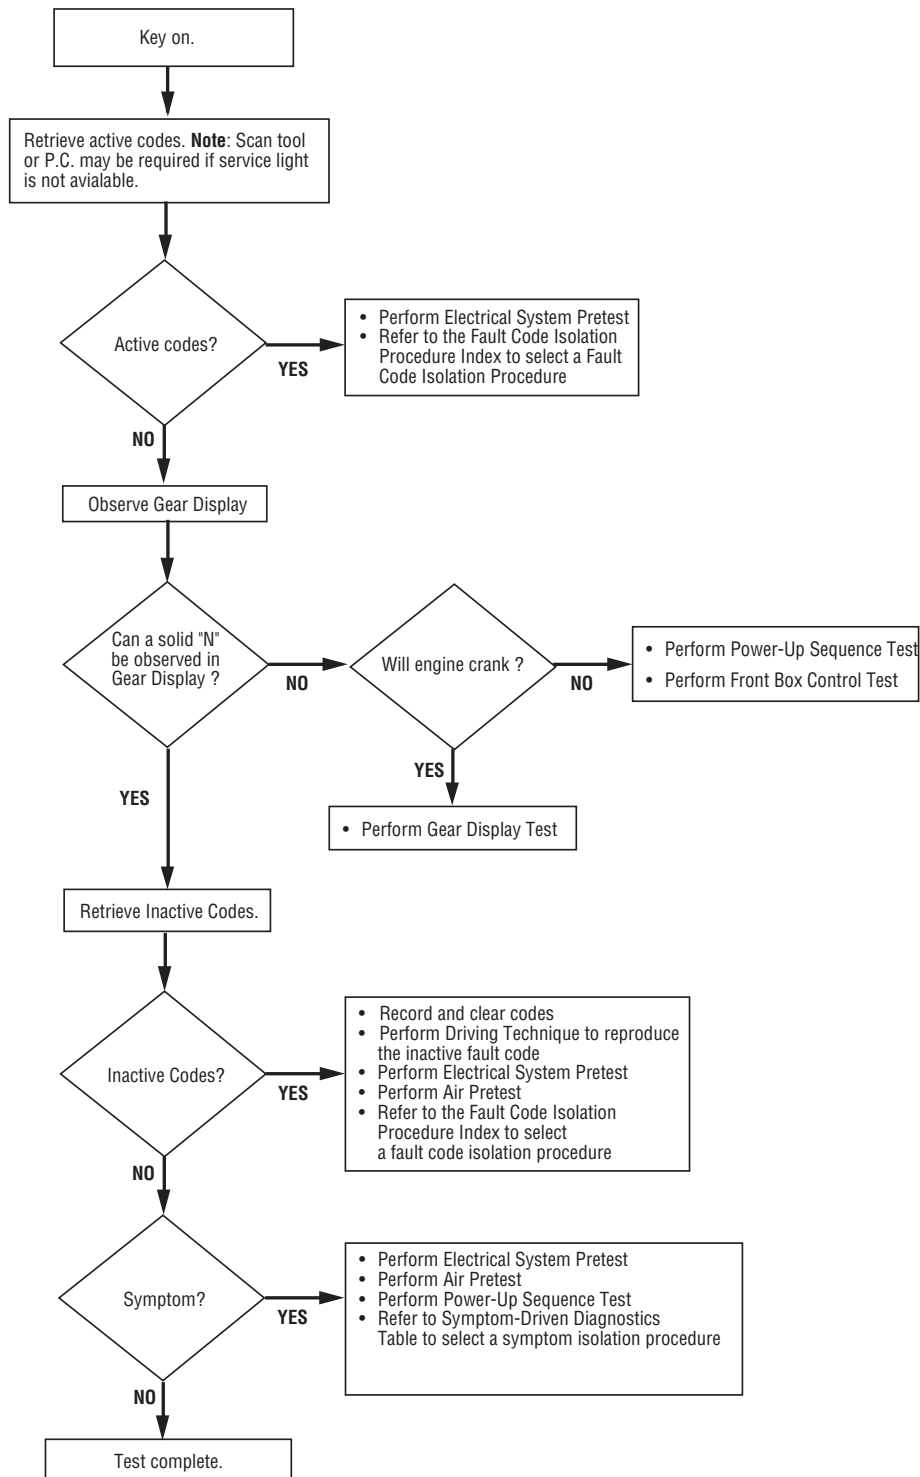 Key on.
Retrieve active codes. Note: Scan tool
or P.C. may be required if service light
is not avialable.
Active codes?
YES
• Perform Electrical System Pretest
• Refer to the Fault Code Isolation
Procedure Index to select a Fault
Code Isolation Procedure
NO
Observe Gear Display
Can a solid "N"
be observed in
Gear Display ?
NO
Will engine crank ?
NO
• Perform Power-Up Sequence Test
• Perform Front Box Control Test
YES
• Perform Gear Display Test
YES
Retrieve Inactive Codes.
Inactive Codes?
YES
• Record and clear codes
• Perform Driving Technique to reproduce
the inactive fault code
• Perform Electrical System Pretest
• Perform Air Pretest
• Refer to the Fault Code Isolation
Procedure Index to select
a fault code isolation procedure
NO
Symptom?
YES
• Perform Electrical System Pretest
• Perform Air Pretest
• Perform Power-Up Sequence Test
• Refer to Symptom-Driven Diagnostics
Table to select a symptom isolation procedure
NO
Test complete.